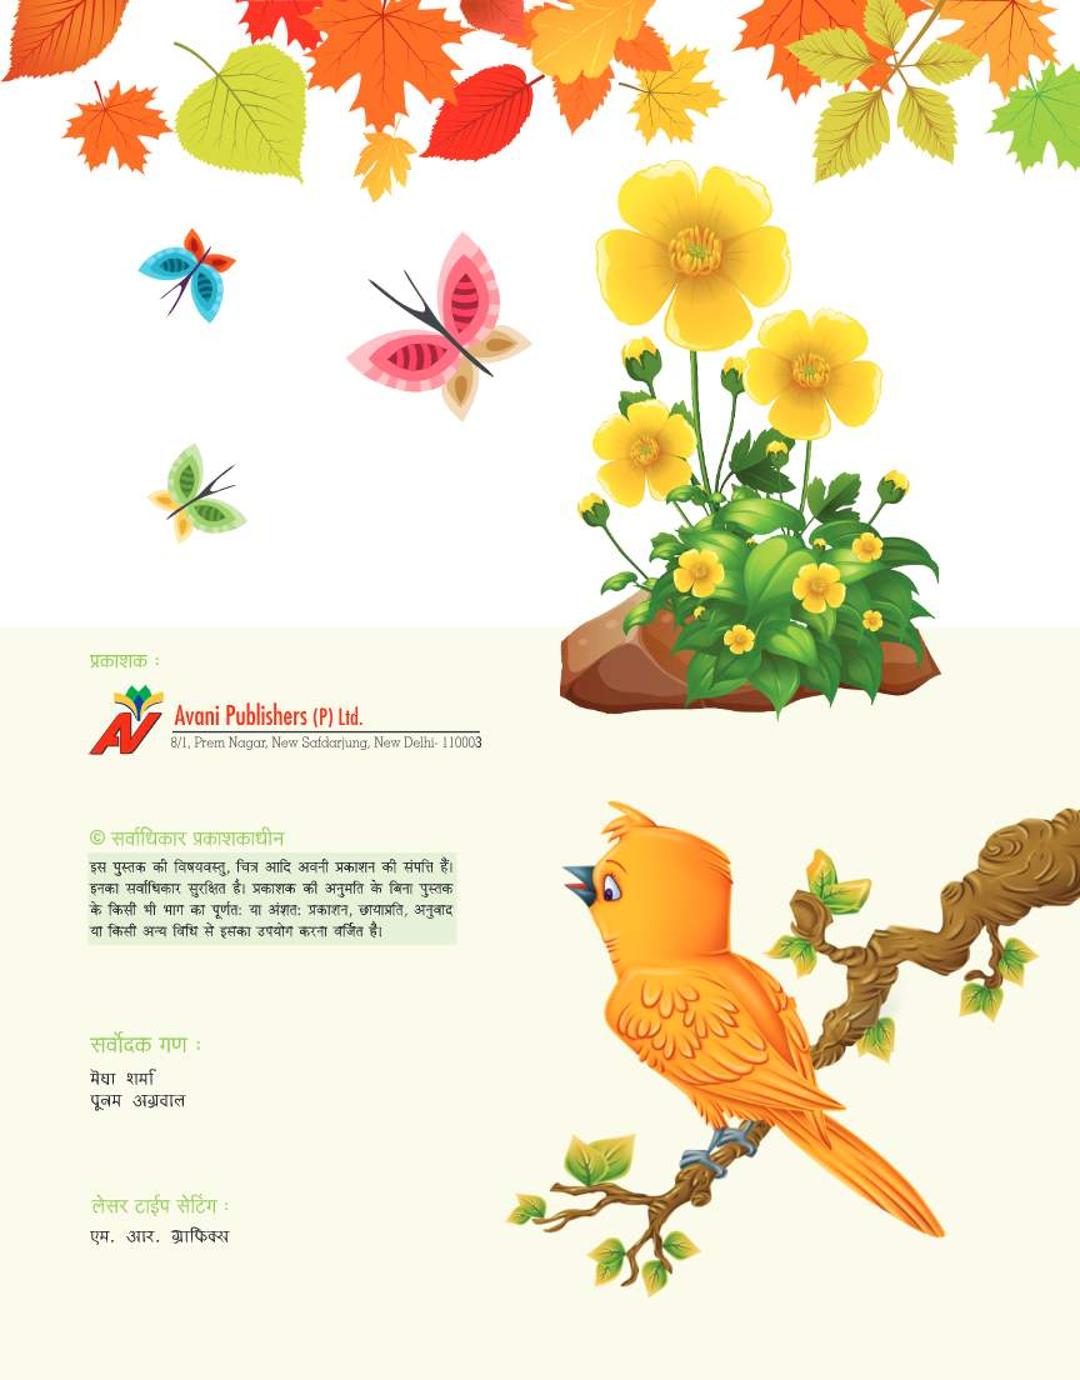 प्रकाशक :
Avani Publishers (P) Ltd.
8/1, Prem Nagar, New Safdarjung, New Delhi- 110003
© सर्वाधिकार प्रकाशकाधीन
इस पुस्तक की विषयवस्तु, चित्र आदि अवनी प्रकाशन की संपत्ति हैं।
इनका सर्वाधिकार सुरक्षित है। प्रकाशक की अनुमति के बिना पुस्तक
के किसी भी भाग का पूर्णत: या अंशत: प्रकाशन, छायाप्रति, अनुवाद
या किसी अन्य विधि से इसका उपयोग करना वर्जित है।
सर्वोदक गण :
मेघा शर्मा
पूनम अग्रवाल
लेसर टाईप सेटिंग :
एम. आर. ग्राफिक्स